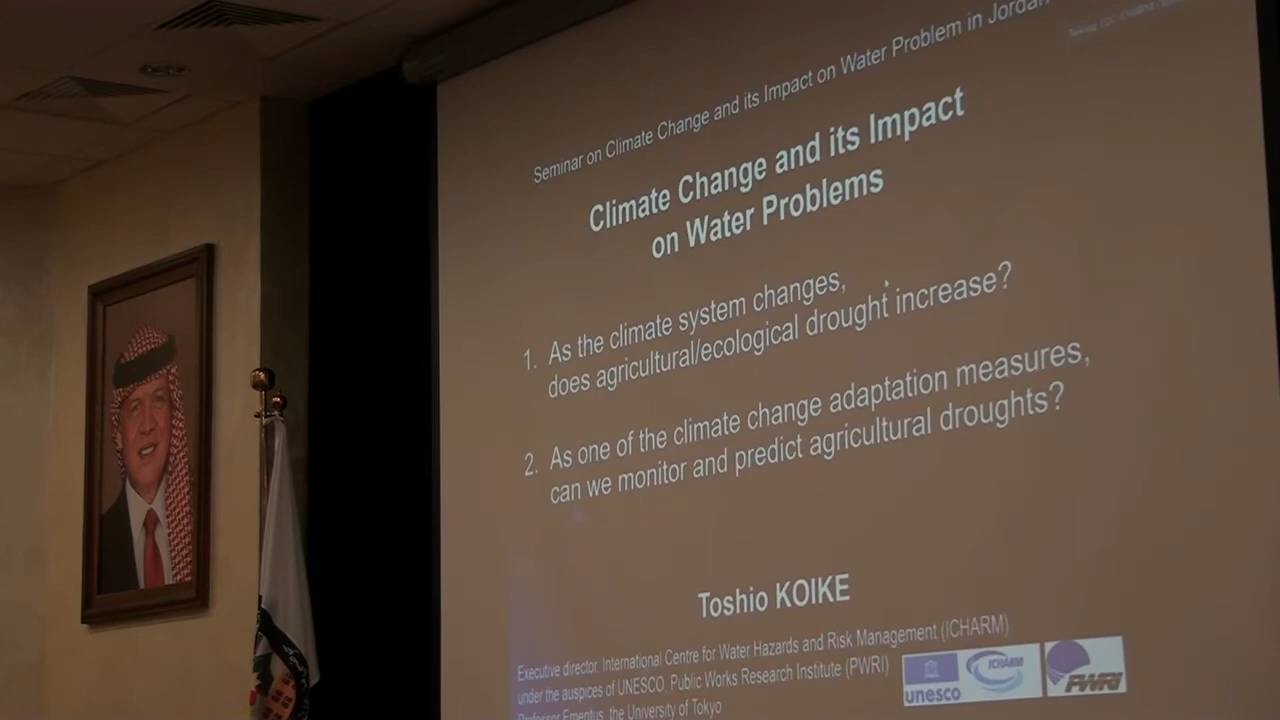 Seminar on Climate Change and its Impact on Water Problem in Jordan
Climate Change and its Impact
on Water Problems
1. As the climate system changes,
does agricultural/ecological drought increase?
2. As one of the climate change adaptation measures,
can we monitor and predict agricultural droughts?
Toshio KOIKE
Executive director, International Centre for Water Hazards and Risk Management (ICHARM)
under the auspices of UNESCO, Public Works Research Institute (PWRI)
Professor Emeritus, the University of Tokyo
unesco
ICHARM
PWRI